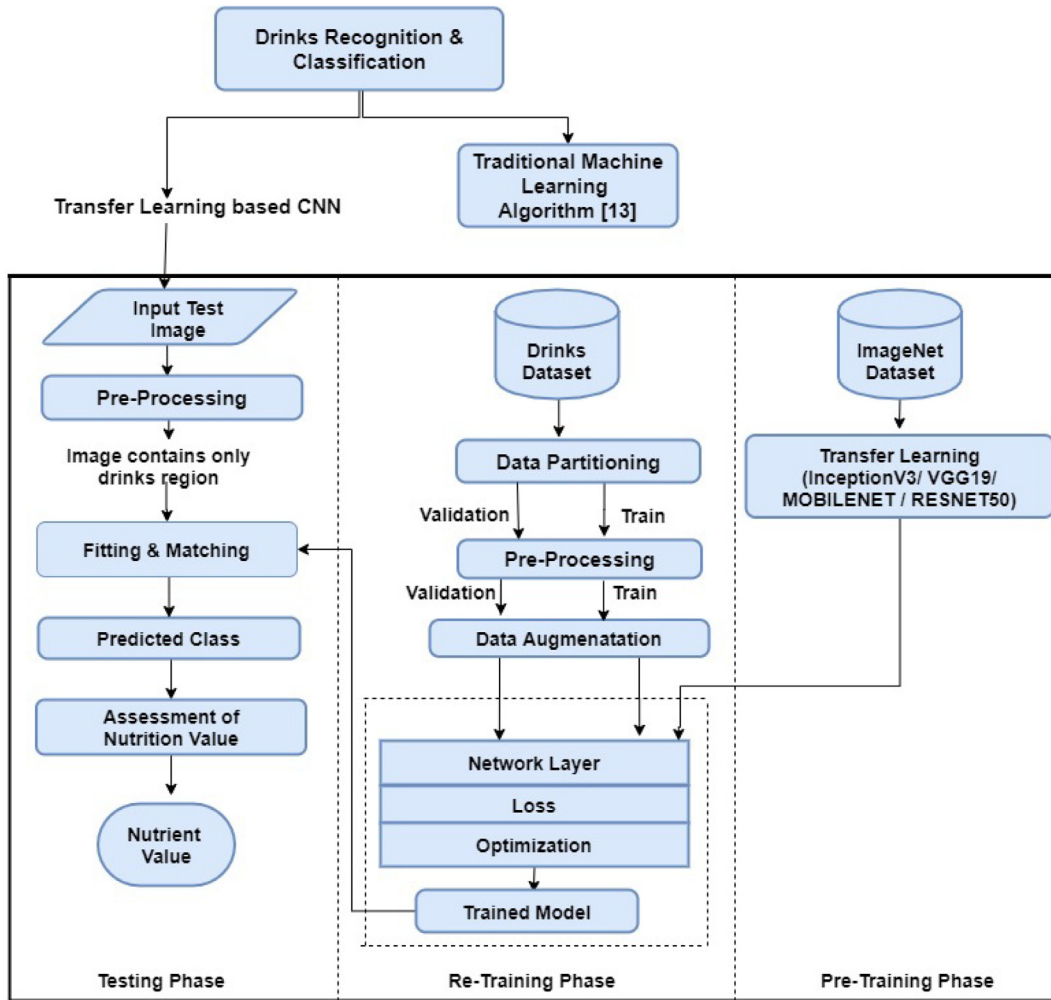 Drinks Recognition &
Classification
Traditional Machine
Learning
Algorithm [13]
Transfer Learning based CNN
Input Test
Image
Pre-Processing
Image contains only
drinks region
Fitting & Matching
Predicted Class
Assessment of
Nutrition Value
Nutrient
Value
Testing Phase
Drinks
Dataset
Data Partitioning
Validation
Train
Pre-Processing
Validation
Train
Data Augmenatation
Network Layer
Loss
Optimization
Trained Model
Re-Training Phase
ImageNet
Dataset
Transfer Learning
(InceptionV3/ VGG19/
MOBILENET / RESNET50)
Pre-Training Phase